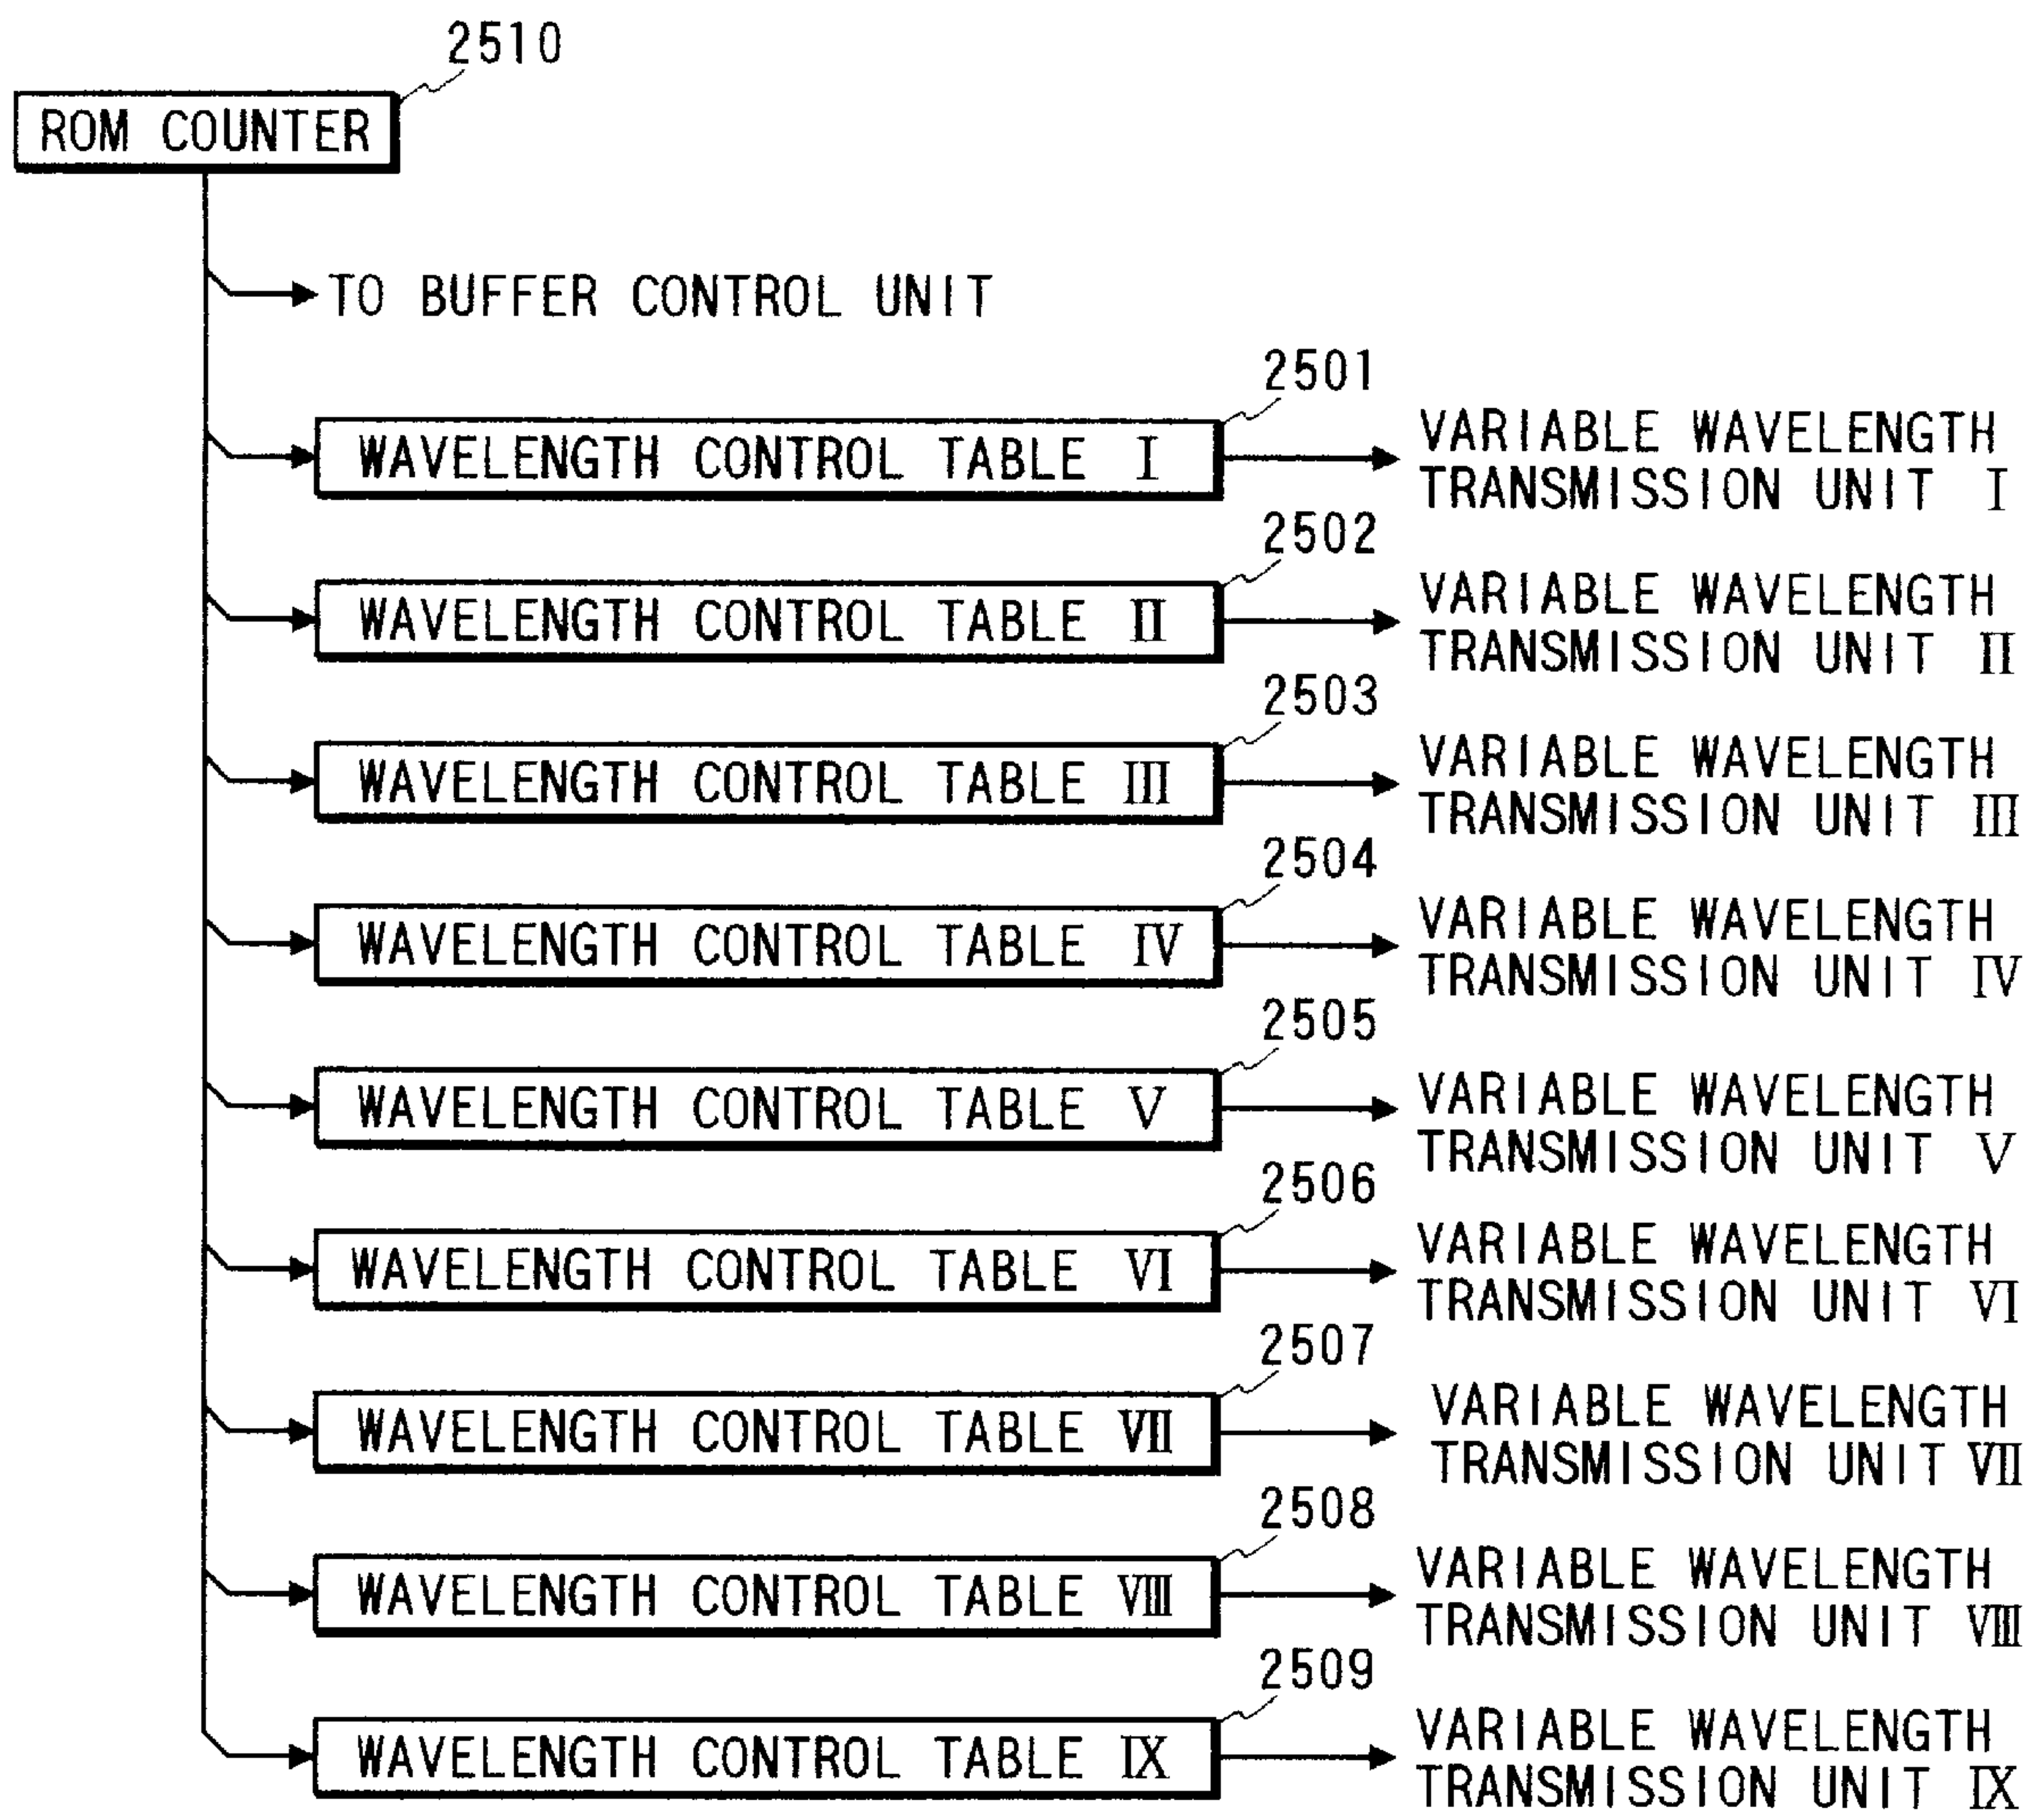 2510
ROM COUNTER
TO BUFFER CONTROL UNIT
2501
WAVELENGTH CONTROL TABLE I
VARIABLE WAVELENGTH
TRANSMISSION UNIT I
2502
WAVELENGTH CONTROL TABLE II
VARIABLE WAVELENGTH
TRANSMISSION UNIT II
2503
WAVELENGTH CONTROL TABLE III
VARIABLE WAVELENGTH
TRANSMISSION UNIT III
2504
WAVELENGTH CONTROL TABLE IV
VARIABLE WAVELENGTH
TRANSMISSION UNIT IV
2505
WAVELENGTH CONTROL TABLE V
VARIABLE WAVELENGTH
TRANSMISSION UNIT V
2506
WAVELENGTH CONTROL TABLE VI
VARIABLE WAVELENGTH
TRANSMISSION UNIT VI
2507
WAVELENGTH CONTROL TABLE VII
VARIABLE WAVELENGTH
TRANSMISSION UNIT VII
2508
WAVELENGTH CONTROL TABLE VIII
VARIABLE WAVELENGTH
TRANSMISSION UNIT VIII
2509
WAVELENGTH CONTROL TABLE IX
VARIABLE WAVELENGTH
TRANSMISSION UNIT IX